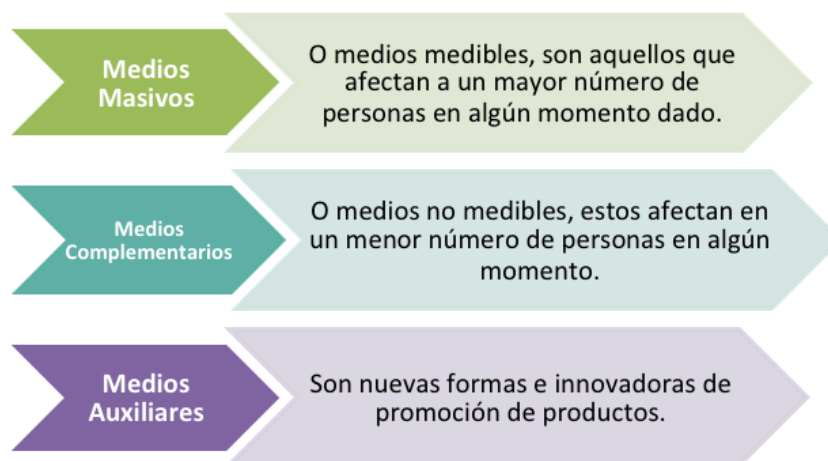 Medios
Masivos
O medios medibles, son aquellos que
afectan a un mayor número de
personas en algún momento dado.
Medios
Complementarios
O medios no medibles, estos afectan en
un menor número de personas en algún
momento.
Medios
Auxiliares
Son nuevas formas e innovadoras de
promoción de productos.